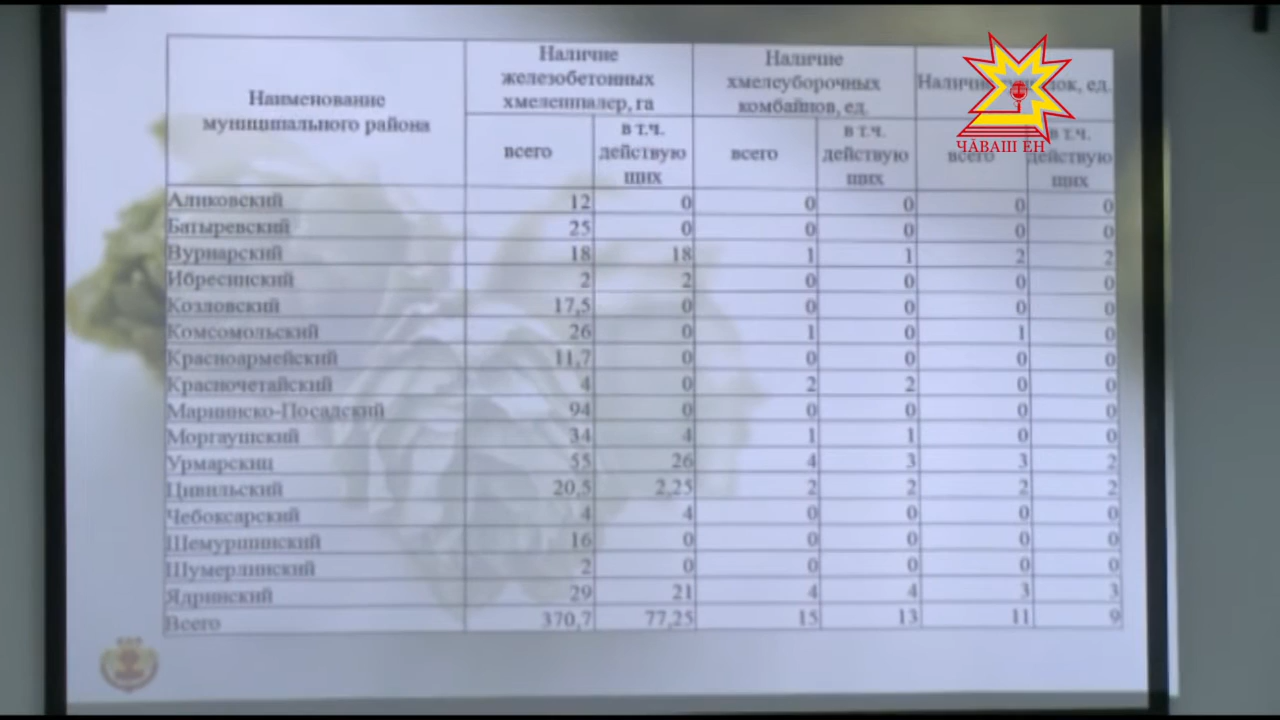 Наименование муниципального района
Наличие железобетонных хмелешпалер, га
Наличие хмелеуборочных комбайнов, ед.
Наличие ед.
ЧӐВАШ ЕН
всего
в т.ч. действующих
всего
в т.ч. действующих
всего
в т.ч. действующих
Аликовский 12 0 0 0 0 0
Батыревский 25 0 0 0 0 0
Вурнарский 18 18 1 1 2 2
Ибресинский 2 2 0 0 0 0
Козловский 17,5 0 0 0 0 0
Комсомольский 26 0 1 0 1 0
Красноармейский 11,7 0 0 0 0 0
Красночетайский 4 0 2 2 0 0
Мариинско-Посадский 94 0 0 0 0 0
Моргаушский 34 4 1 1 0 0
Урмарский 55 26 4 3 3 2
Цивильский 20,5 2,25 2 2 2 2
Чебоксарский 4 4 0 0 0 0
Шемуршинский 16 0 0 0 0 0
Шумерлинский 2 0 0 0 0 0
Ядринский 29 21 4 4 3 3
Всего 370,7 77,25 15 13 11 9